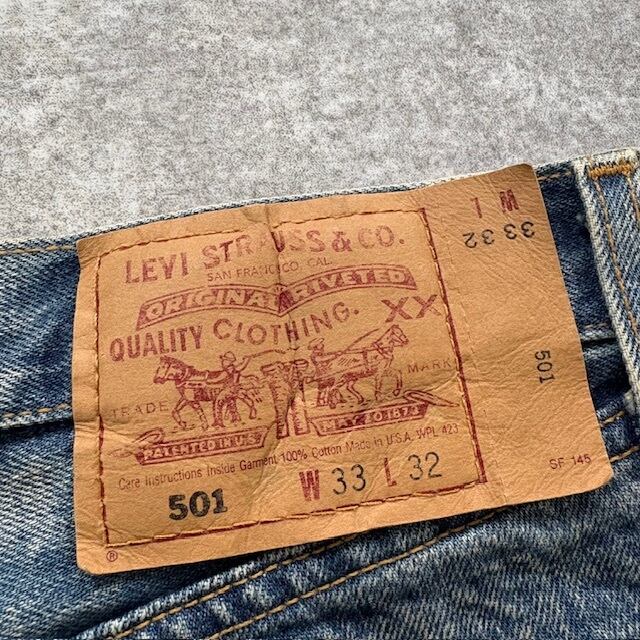 LEVI STRAUSS & CO.
SAN FRANCISCO, CAL.
ORIGINAL RIVETED
QUALITY CLOTHING. XX
TRADE MARK
PATENTED IN U.S. MAY 20 1873
Care Instructions Inside Garment 100% Cotton Made in U.S.A. WPL 423
501 W 33 L 32
®
W L
33 32
501
SF 145